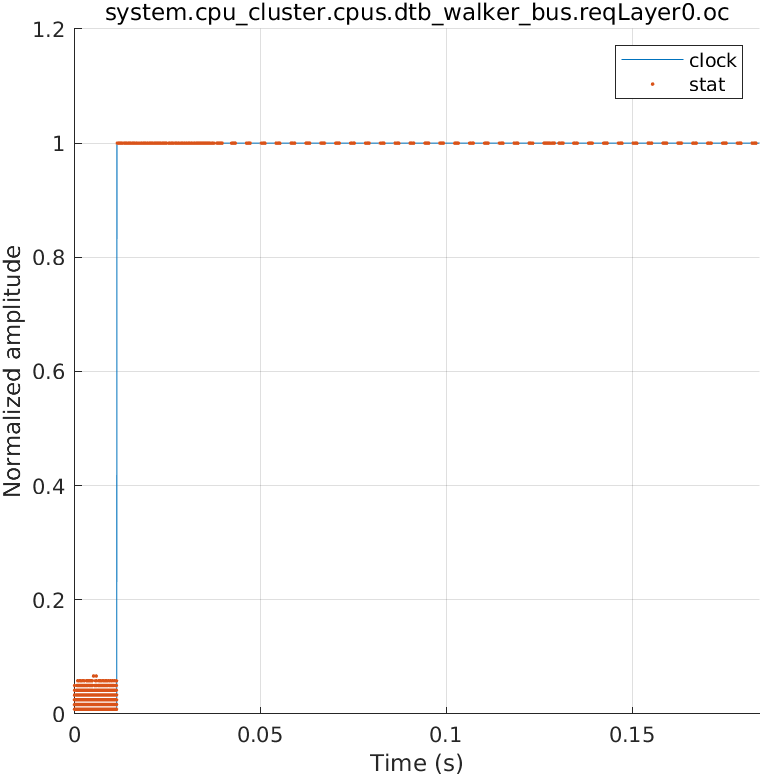 system.cpu_cluster.cpus.dtb_walker_bus.reqLayer0.oc
1.2
clock
stat
1
0.8
0.6
0.4
0.2
0
Normalized amplitude
0
0.05
0.1
0.15
Time (s)